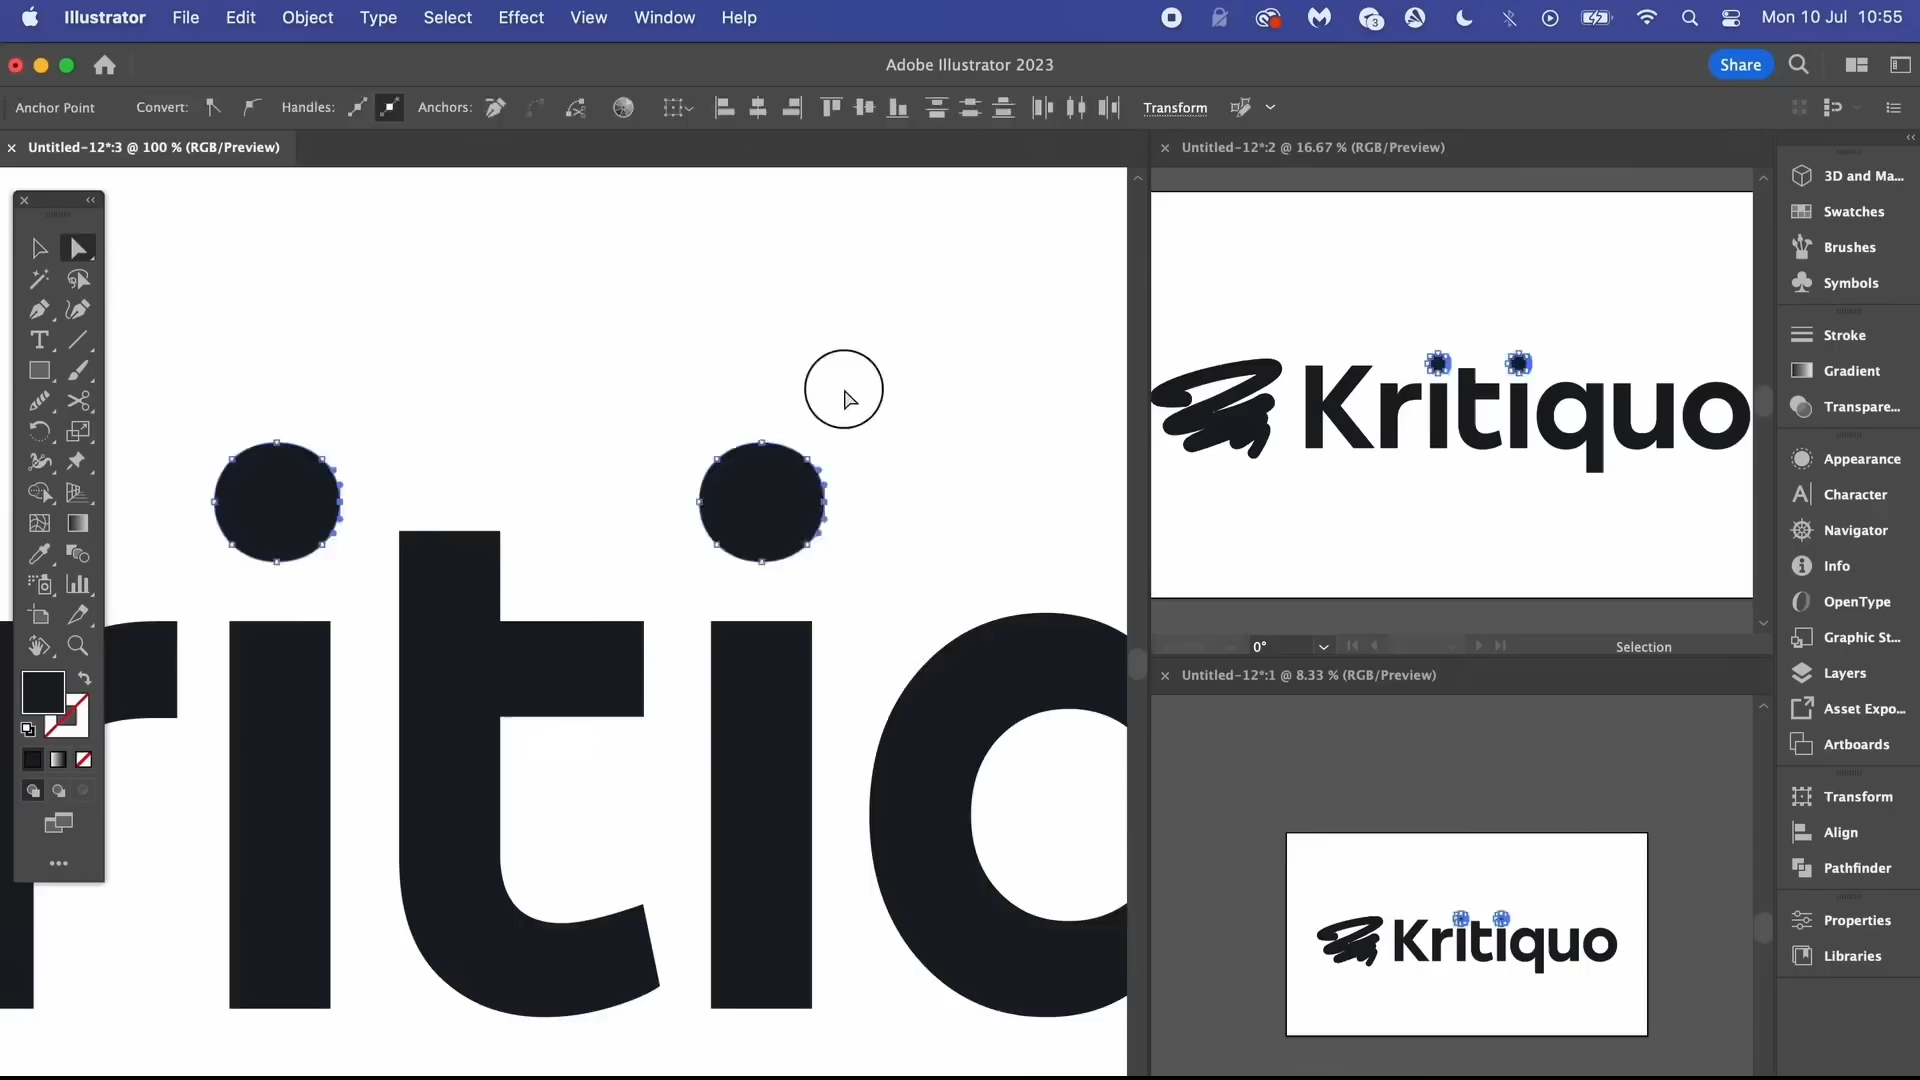 Illustrator File Edit Object Type Select Effect View Window Help
3
Mon 10 Jul 10:55
Adobe Illustrator 2023
Share
Anchor Point Convert: Handles: Anchors: Transform
Untitled-12*:3 @ 100 % (RGB/Preview)
Untitled-12*:2 @ 16.67 % (RGB/Preview)
ritic
Kritiquo
0° Selection
Untitled-12*:1 @ 8.33 % (RGB/Preview)
Kritiquo
3D and Ma...
Swatches
Brushes
Symbols
Stroke
Gradient
Transpare...
Appearance
Character
Navigator
Info
OpenType
Graphic St...
Layers
Asset Expo...
Artboards
Transform
Align
Pathfinder
Properties
Libraries